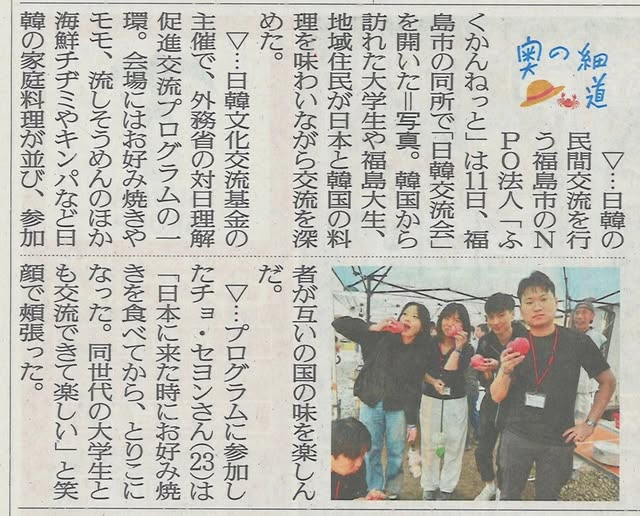 奥の細道
▽…日韓の
民間交流を行
う福島市のN
PO法人「ふ
くかんねっと」は11日、福
島市の同所で「日韓交流会」
を開いた＝写真。韓国から
訪れた大学生や福島大生、
地域住民が日本と韓国の料
理を味わいながら交流を深
めた。
▽…日韓文化交流基金の
主催で、外務省の対日理解
促進交流プログラムの一
環。会場にはお好み焼きや
モモ、流しそうめんのほか
海鮮チヂミやキンパなど日
韓の家庭料理が並び、参加
者が互いの国の味を楽しん
だ。
▽…プログラムに参加し
たチョ・セヨンさん(23)は
「日本に来た時にお好み焼
きを食べてから、とりこに
なった。同世代の大学生と
も交流できて楽しい」と笑
顔で頬張った。